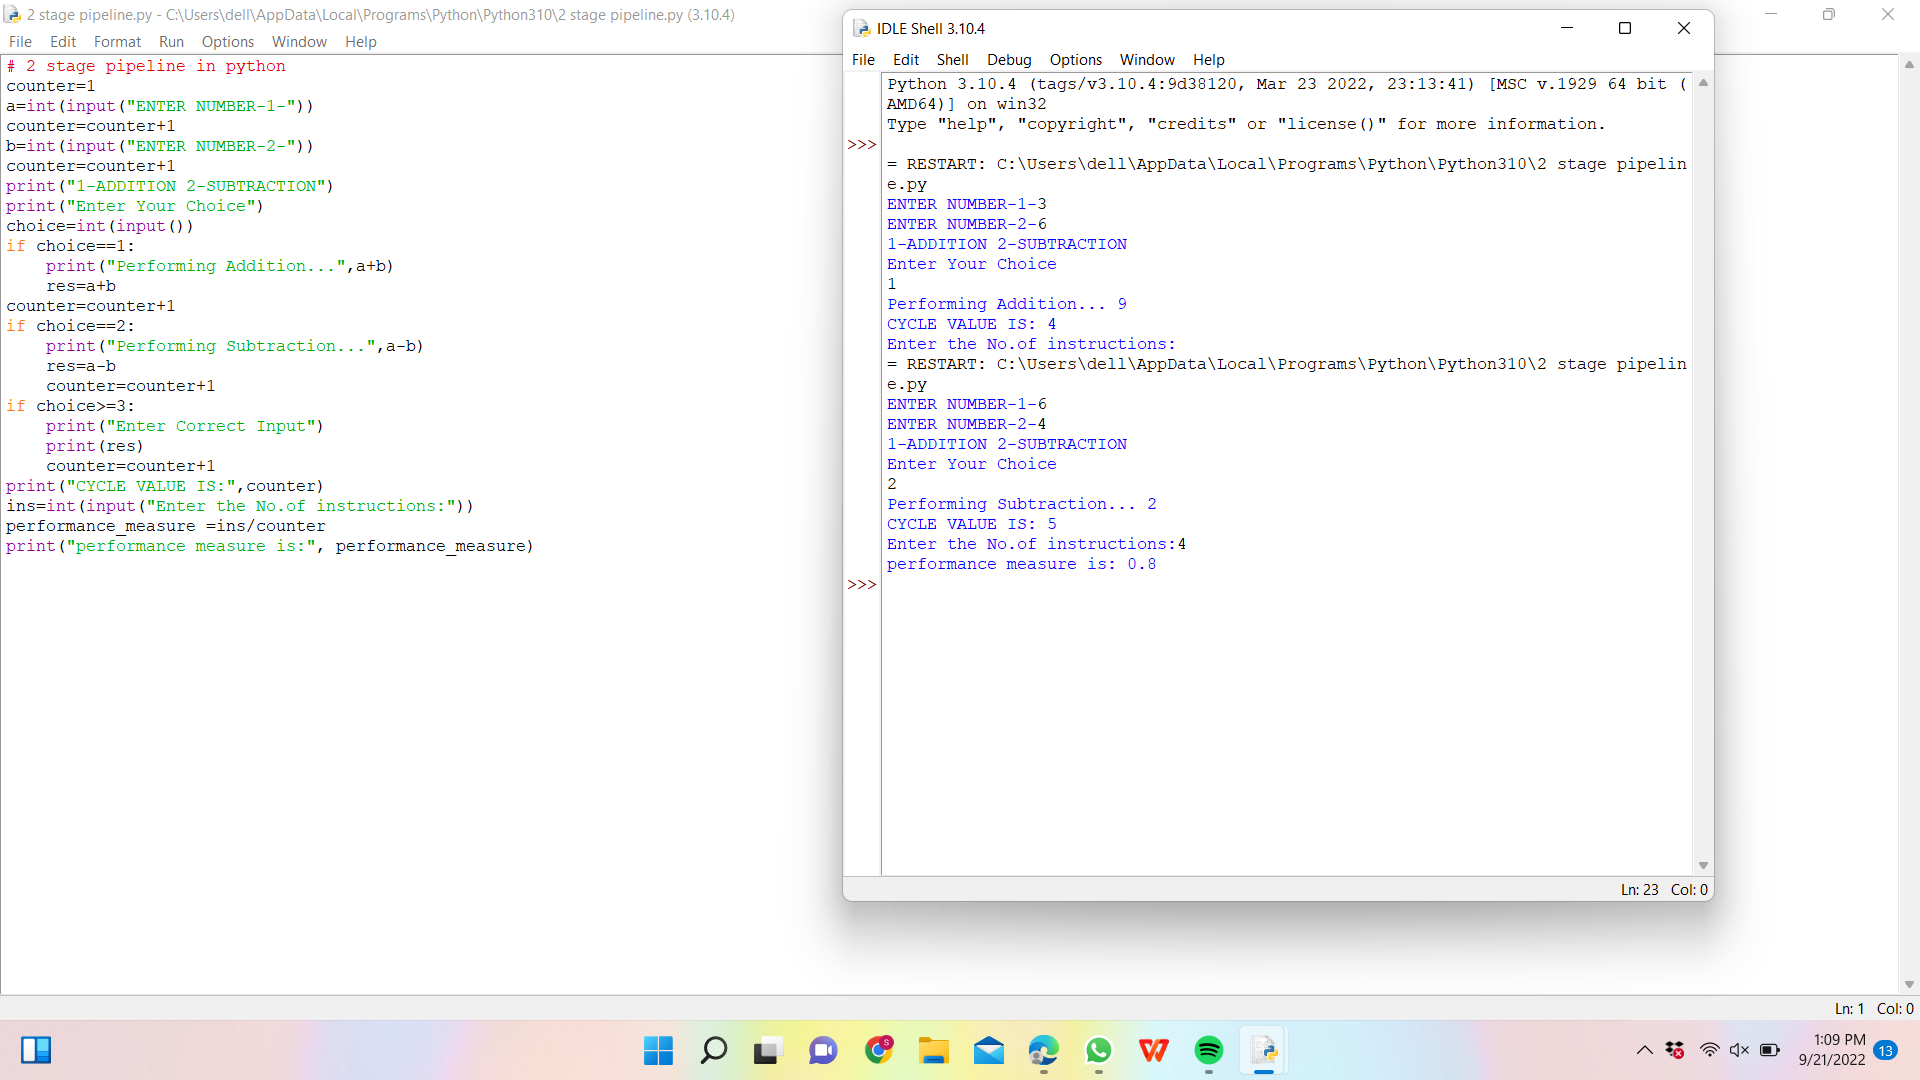 2 stage pipeline.py - C:\Users\dell\AppData\Local\Programs\Python\Python310\2 stage pipeline.py (3.10.4)
File Edit Format Run Options Window Help
# 2 stage pipeline in python
counter=1
a=int(input("ENTER NUMBER-1-"))
counter=counter+1
b=int(input("ENTER NUMBER-2-"))
counter=counter+1
print("1-ADDITION 2-SUBTRACTION")
print("Enter Your Choice")
choice=int(input())
if choice==1:
    print("Performing Addition...",a+b)
    res=a+b
counter=counter+1
if choice==2:
    print("Performing Subtraction...",a-b)
    res=a-b
    counter=counter+1
if choice>=3:
    print("Enter Correct Input")
    print(res)
    counter=counter+1
print("CYCLE VALUE IS:",counter)
ins=int(input("Enter the No.of instructions:"))
performance_measure =ins/counter
print("performance measure is:", performance_measure)
IDLE Shell 3.10.4
File Edit Shell Debug Options Window Help
Python 3.10.4 (tags/v3.10.4:9d38120, Mar 23 2022, 23:13:41) [MSC v.1929 64 bit (
AMD64)] on win32
Type "help", "copyright", "credits" or "license()" for more information.
>>>
= RESTART: C:\Users\dell\AppData\Local\Programs\Python\Python310\2 stage pipelin
e.py
ENTER NUMBER-1-3
ENTER NUMBER-2-6
1-ADDITION 2-SUBTRACTION
Enter Your Choice
1
Performing Addition... 9
CYCLE VALUE IS: 4
Enter the No.of instructions:
= RESTART: C:\Users\dell\AppData\Local\Programs\Python\Python310\2 stage pipelin
e.py
ENTER NUMBER-1-6
ENTER NUMBER-2-4
1-ADDITION 2-SUBTRACTION
Enter Your Choice
2
Performing Subtraction... 2
CYCLE VALUE IS: 5
Enter the No.of instructions:4
performance measure is: 0.8
>>>
Ln: 23 Col: 0
Ln: 1 Col: 0
S
W
1:09 PM
9/21/2022
13